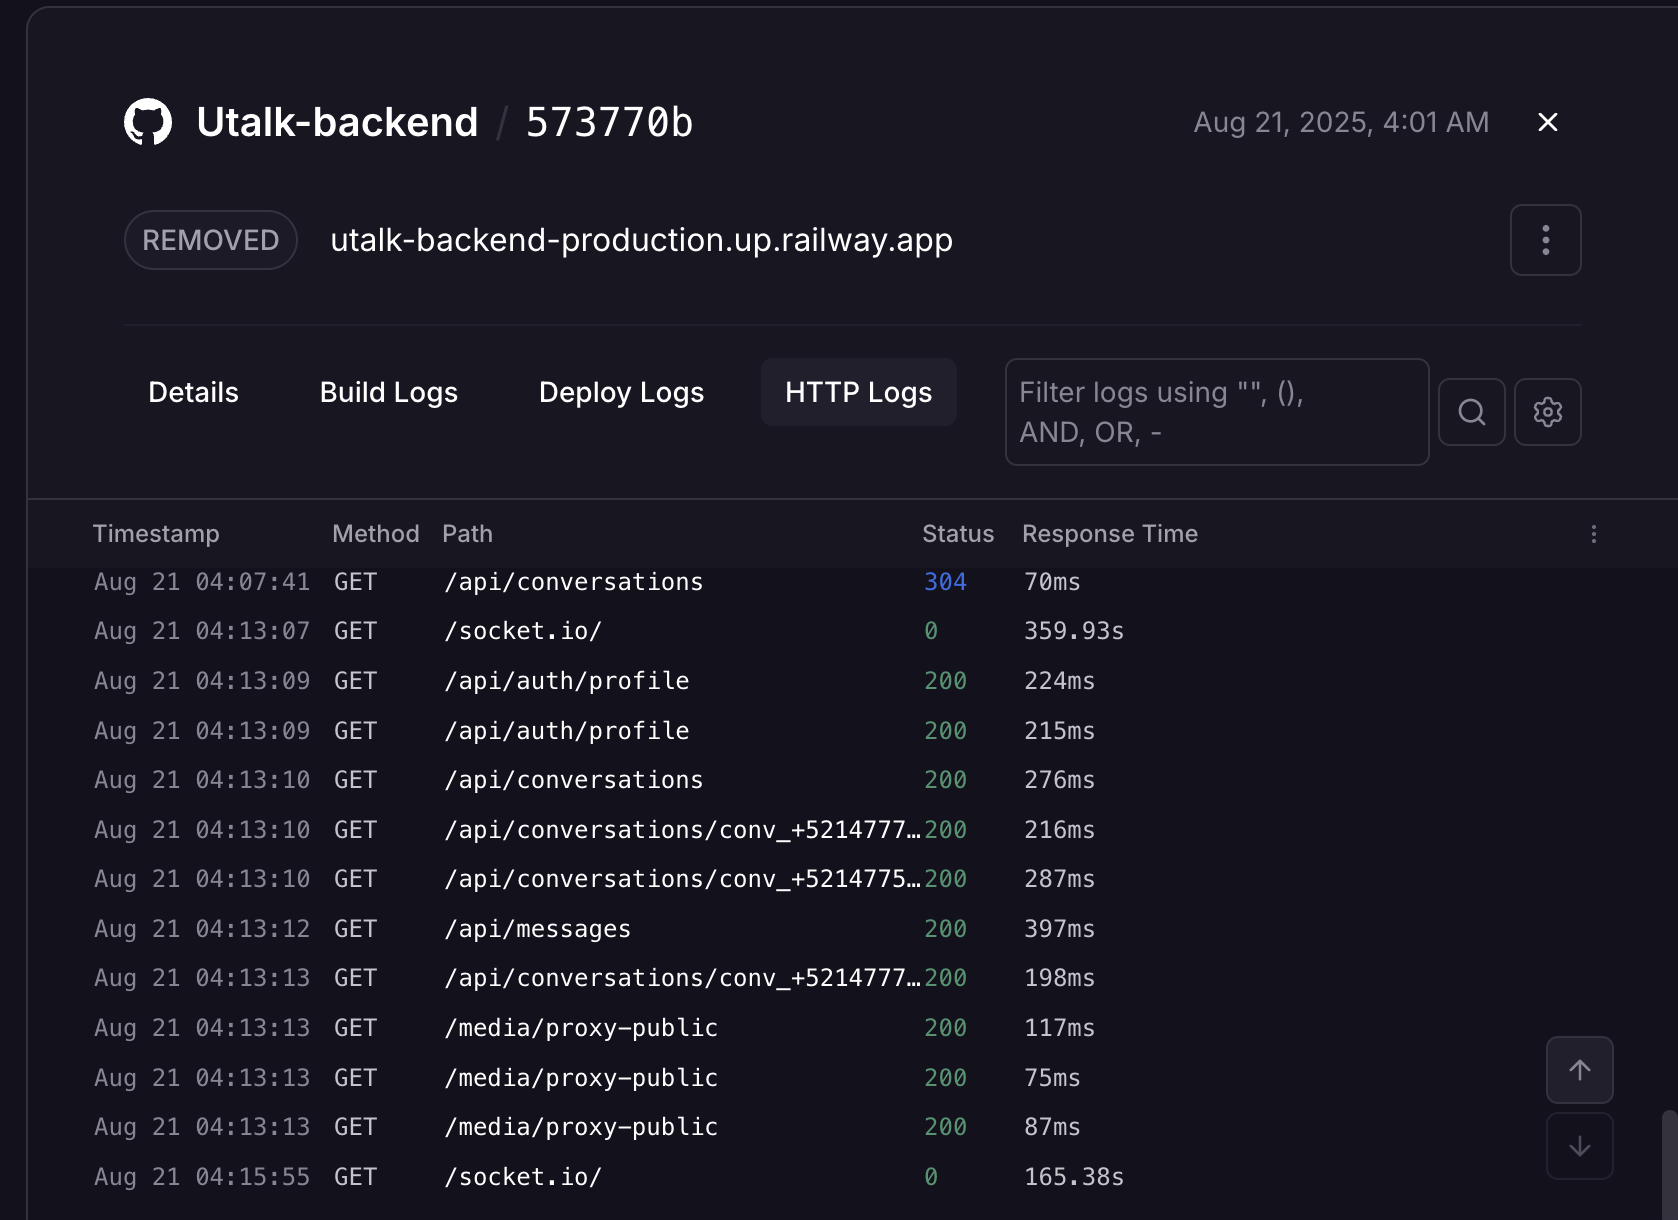 Utalk-backend / 573770b
Aug 21, 2025, 4:01 AM
REMOVED utalk-backend-production.up.railway.app
Details Build Logs Deploy Logs HTTP Logs
Filter logs using "", (),
AND, OR, -
Timestamp Method Path Status Response Time
Aug 21 04:07:41 GET /api/conversations 304 70ms
Aug 21 04:13:07 GET /socket.io/ 0 359.93s
Aug 21 04:13:09 GET /api/auth/profile 200 224ms
Aug 21 04:13:09 GET /api/auth/profile 200 215ms
Aug 21 04:13:10 GET /api/conversations 200 276ms
Aug 21 04:13:10 GET /api/conversations/conv_+5214777… 200 216ms
Aug 21 04:13:10 GET /api/conversations/conv_+5214775… 200 287ms
Aug 21 04:13:12 GET /api/messages 200 397ms
Aug 21 04:13:13 GET /api/conversations/conv_+5214777… 200 198ms
Aug 21 04:13:13 GET /media/proxy-public 200 117ms
Aug 21 04:13:13 GET /media/proxy-public 200 75ms
Aug 21 04:13:13 GET /media/proxy-public 200 87ms
Aug 21 04:15:55 GET /socket.io/ 0 165.38s